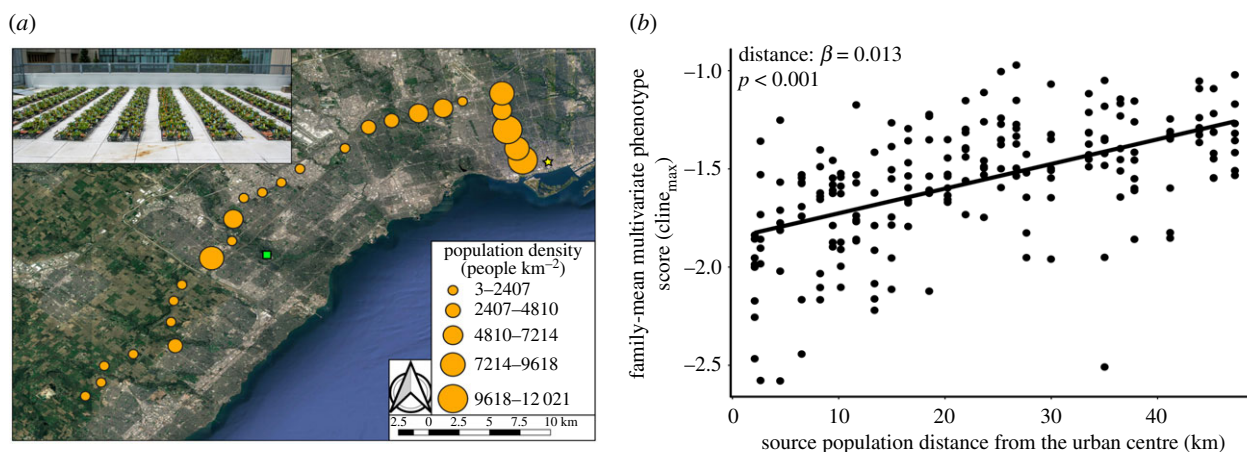 (a)
population density
(people km⁻²)
3–2407
2407–4810
4810–7214
7214–9618
9618–12 021
2.5 0 2.5 5 7.5 10 km
(b)
distance: β = 0.013
p < 0.001
family-mean multivariate phenotype
score (cline_max)
−1.0
−1.5
−2.0
−2.5
0 10 20 30 40
source population distance from the urban centre (km)